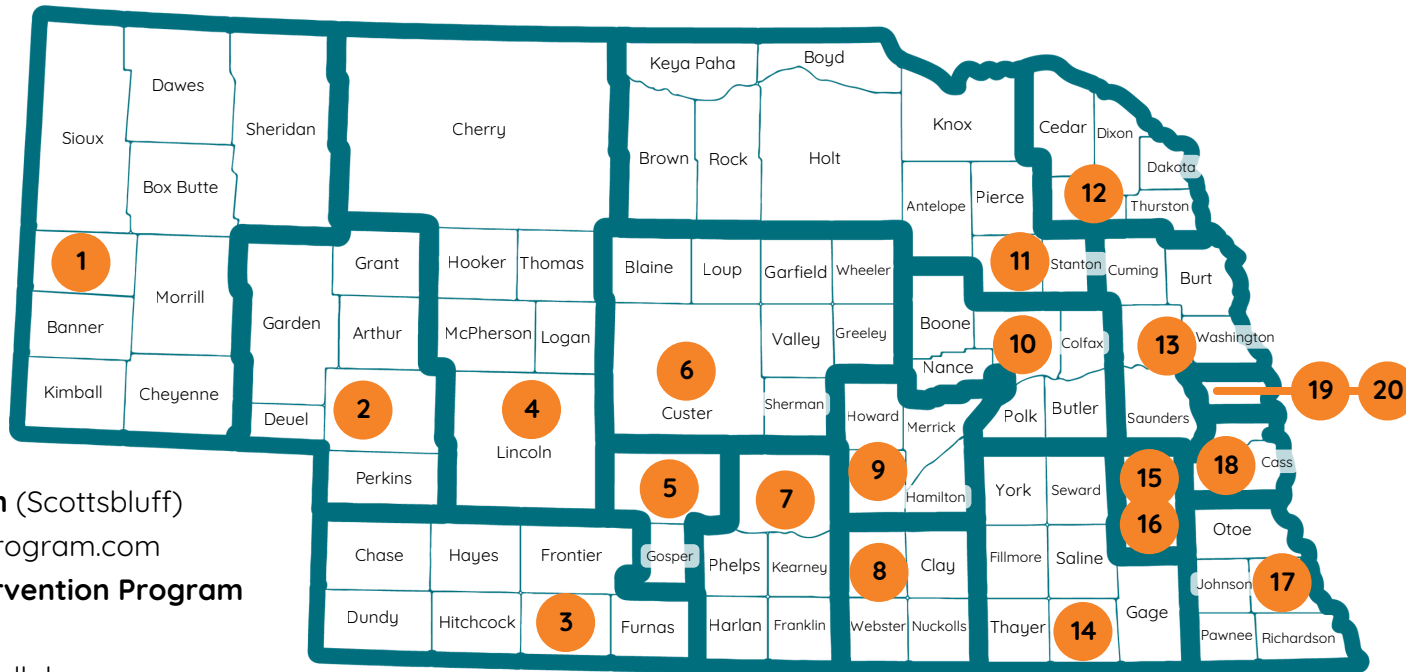 Keya Paha
Boyd
Dawes
Sioux
Sheridan
Cherry
Knox
Cedar
Dixon
Brown
Rock
Holt
Dakota
Box Butte
12
Antelope
Pierce
Thurston
1
Grant
Hooker
Thomas
Blaine
Loup
Garfield
Wheeler
11
Stanton
Cuming
Burt
Morrill
Banner
Garden
Arthur
McPherson
Logan
Valley
Greeley
Boone
10
Colfax
13
Washington
6
Nance
Kimball
Cheyenne
2
4
Custer
Sherman
Howard
Merrick
Polk
Butler
Saunders
19
20
Deuel
Lincoln
Perkins
5
7
9
Hamilton
York
Seward
15
18
Cass
n (Scottsbluff)
16
Otoe
rogram.com
Chase
Hayes
Frontier
Gosper
Phelps
Kearney
8
Clay
Fillmore
Saline
Johnson
17
rvention Program
Dundy
Hitchcock
3
Furnas
Harlan
Franklin
Webster
Nuckolls
Thayer
14
Gage
Pawnee
Richardson